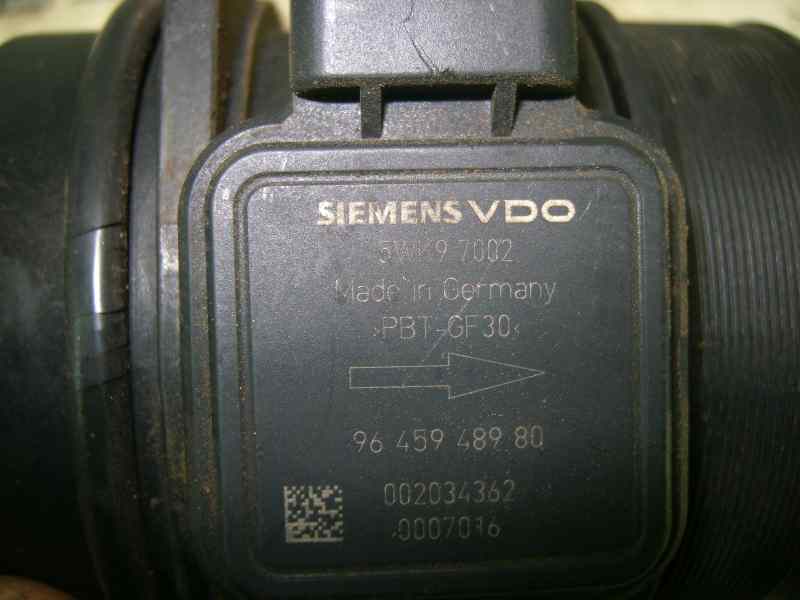 SIEMENS VDO
5WK9 7002
Made in Germany
>PBT-GF30<
96 459 489 80
002034362
0007016